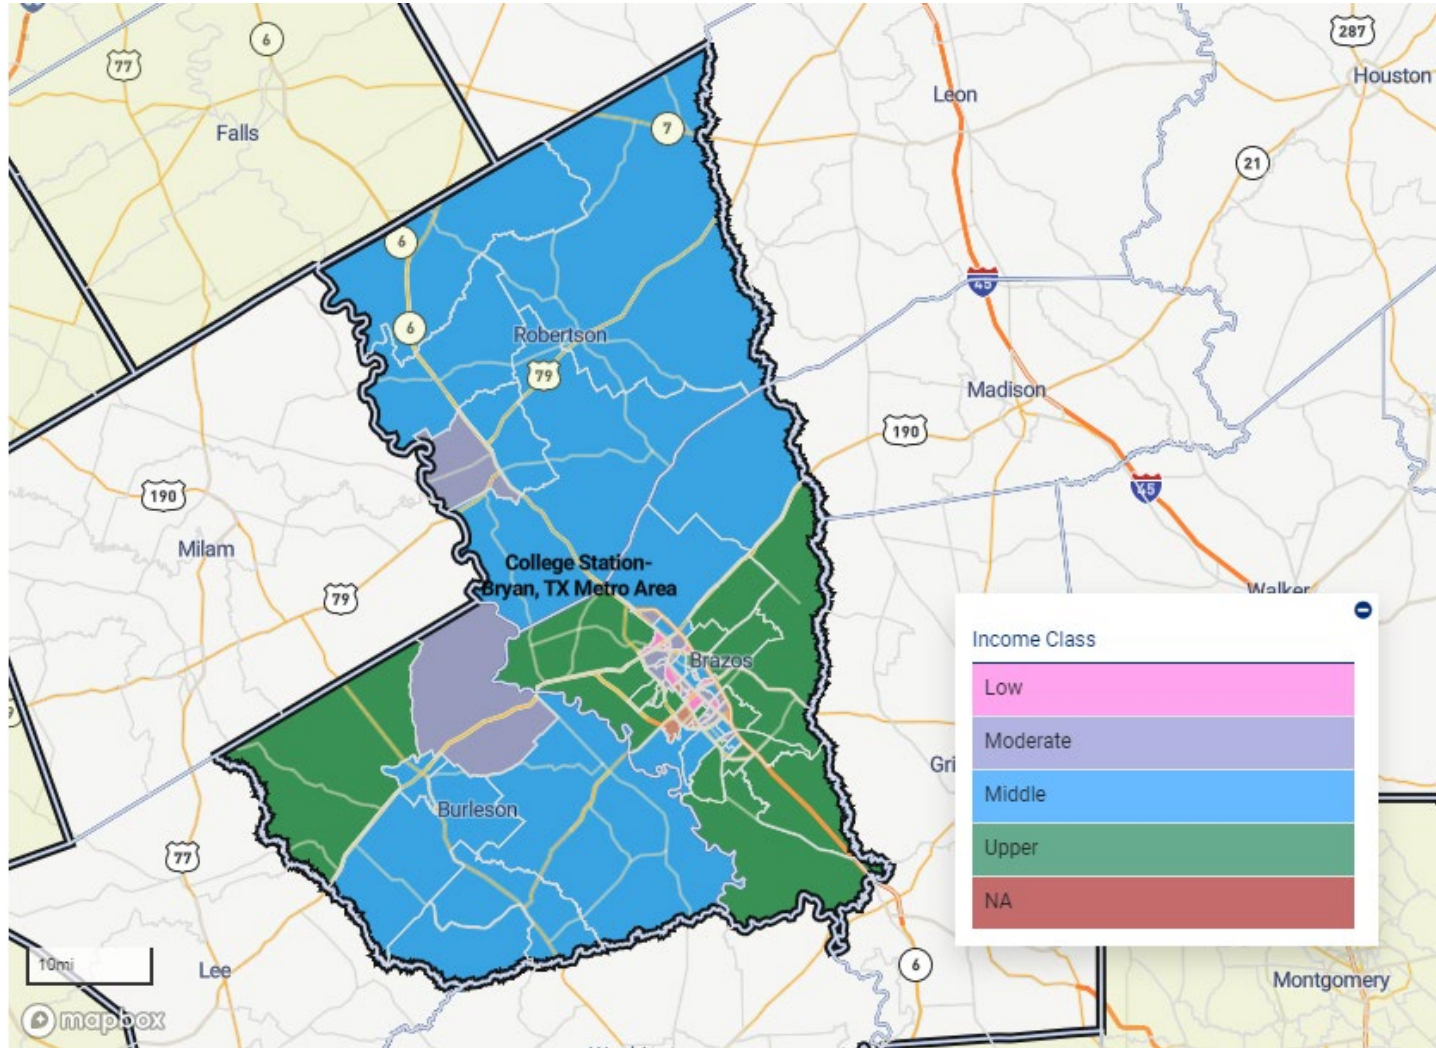 6
77
287
Houston
Leon
7
Falls
21
6
45
6
Robertson
79
Madison
190
45
190
Milam
College Station-
Bryan, TX Metro Area
79
Walker
Income Class
Brazos
Low
Moderate
Gri
Middle
Burleson
Upper
77
NA
10mi
Lee
6
Montgomery
mapbox